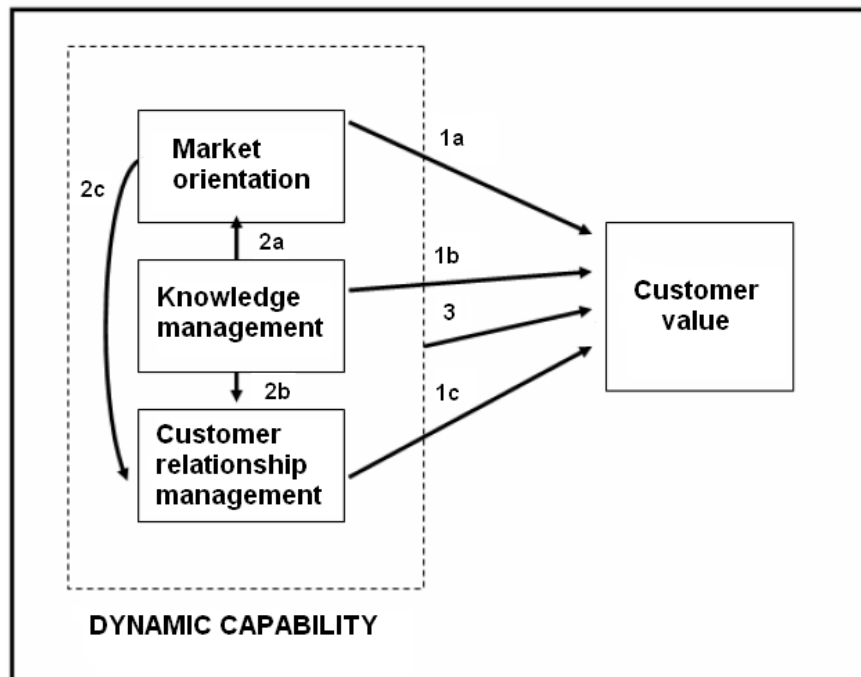 Market
orientation
1a
2c
2a
Knowledge
management
1b
3
Customer
value
2b
1c
Customer
relationship
management
DYNAMIC CAPABILITY